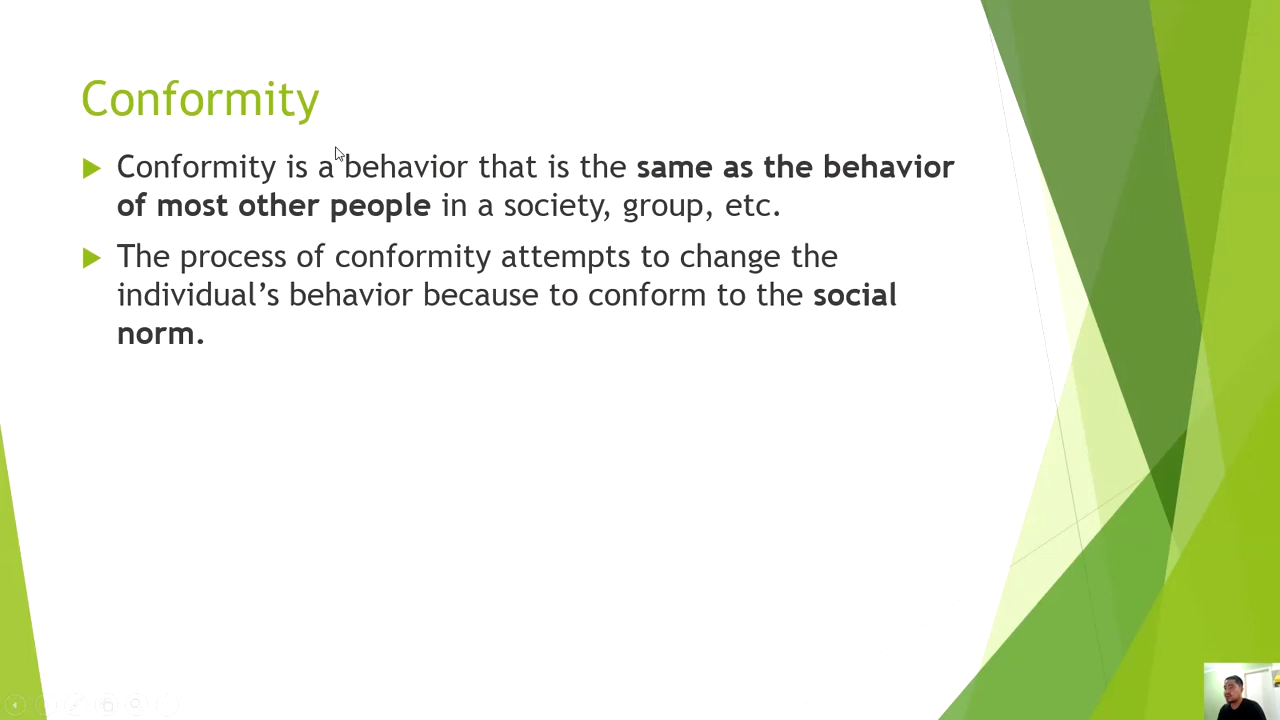 Conformity
Conformity is a behavior that is the same as the behavior
of most other people in a society, group, etc.
The process of conformity attempts to change the
individual's behavior because to conform to the social
norm.